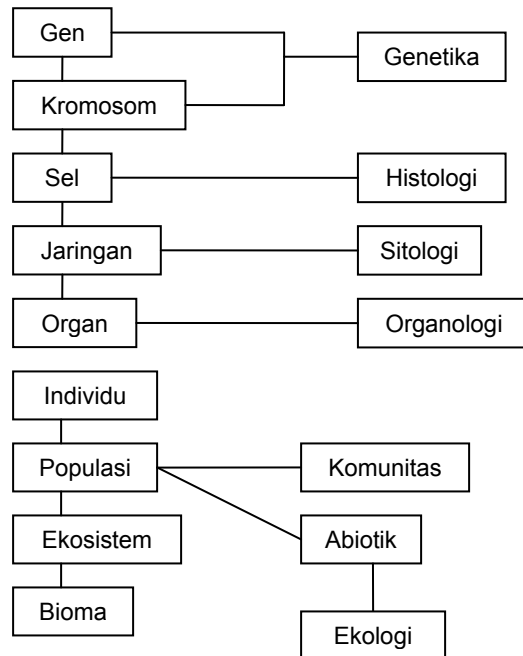 Gen
Genetika
Kromosom
Sel
Histologi
Jaringan
Sitologi
Organ
Organologi
Individu
Populasi
Komunitas
Ekosistem
Abiotik
Bioma
Ekologi